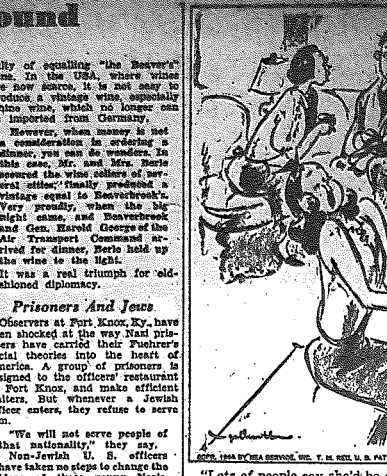 ound
lty of equalling "the Beaver's"
ne. In the USA, where wines
e now scarce, it is not easy to
roduce a vintage wine, especially
hine wine, which no longer can
imported from Germany.
However, when money is not
a consideration in ordering a
dinner, you can do wonders. In
this case, Mr. and Mrs. Berle
scoured the wine cellars of sev-
eral cities, finally produced a
vintage equal to Beaverbrook's.
Very proudly, when the big
night came, and Beaverbrook
and Gen. Harold George of the
Air Transport Command ar-
rived for dinner, Berle held up
the wine to the light.
It was a real triumph for old-
shioned diplomacy.
Prisoners And Jews
Observers at Fort Knox, Ky., have
en shocked at the way Nazi pris-
ers have carried their Fuehrer's
cial theories into the heart of
merica. A group of prisoners is
signed to the officers' restaurant
Fort Knox, and make efficient
aiters. But whenever a Jewish
ficer enters, they refuse to serve
m.
"We will not serve people of
that nationality," they say.
Non-Jewish U. S. officers
have taken no steps to change the
COPR. 1944 BY NEA SERVICE, INC. T. M. REG. U. S. PAT
"Lots of people say she'd be